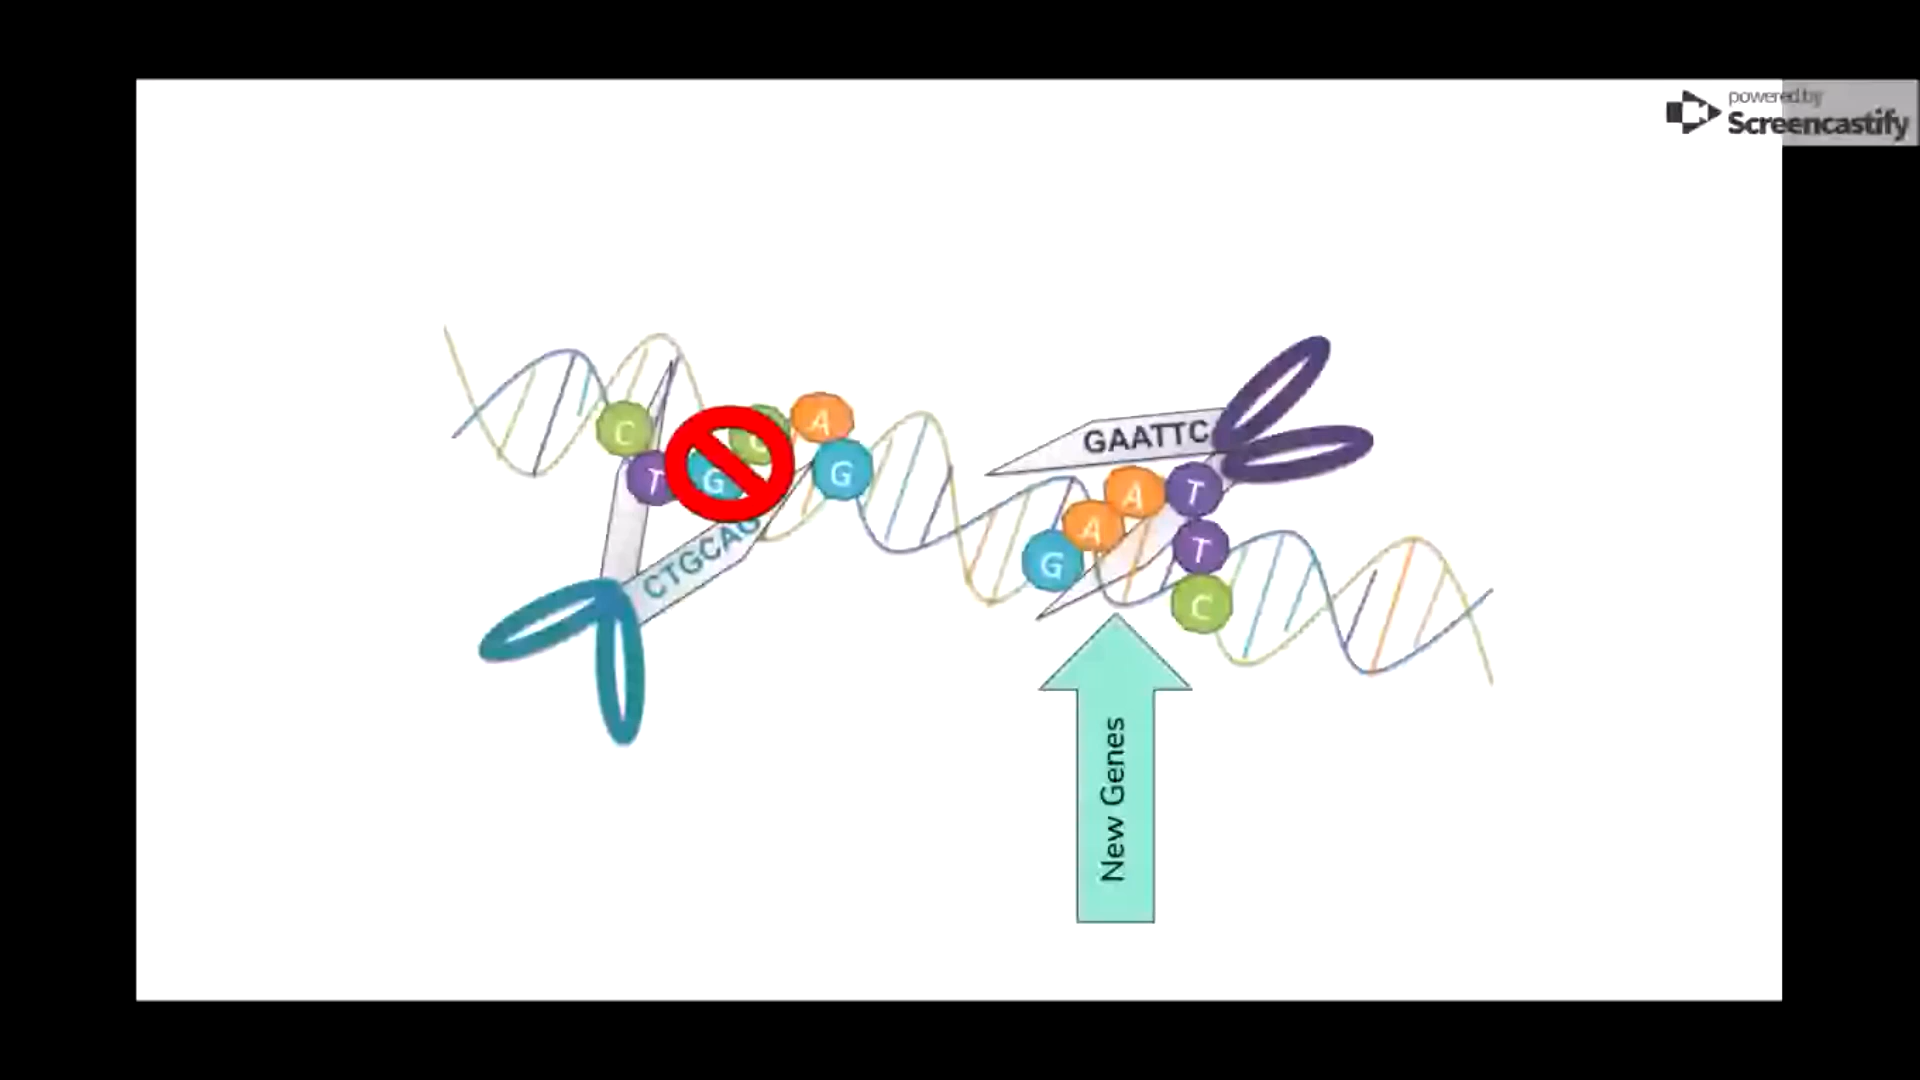 powered by
Screencastify
C
T
G
C
A
G
CTGCAG
GAATTC
G
A
A
T
T
C
New Genes